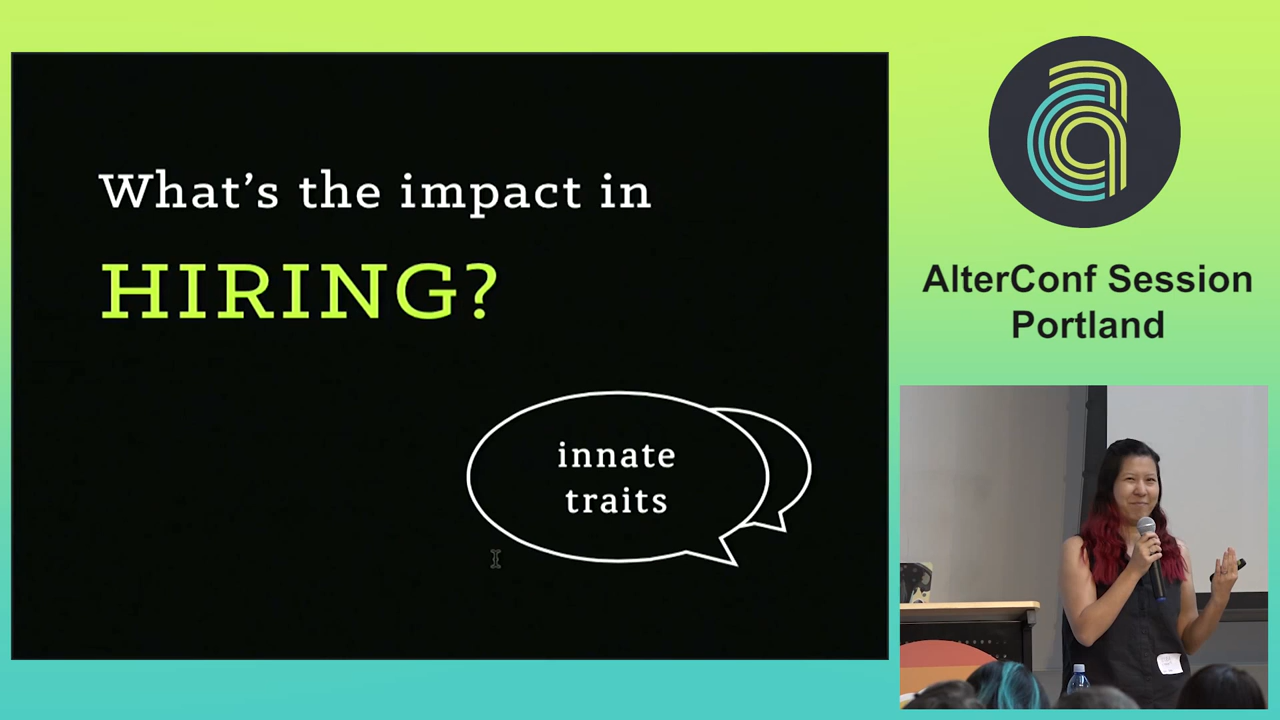 What's the impact in
HIRING?
innate
traits
AlterConf Session
Portland